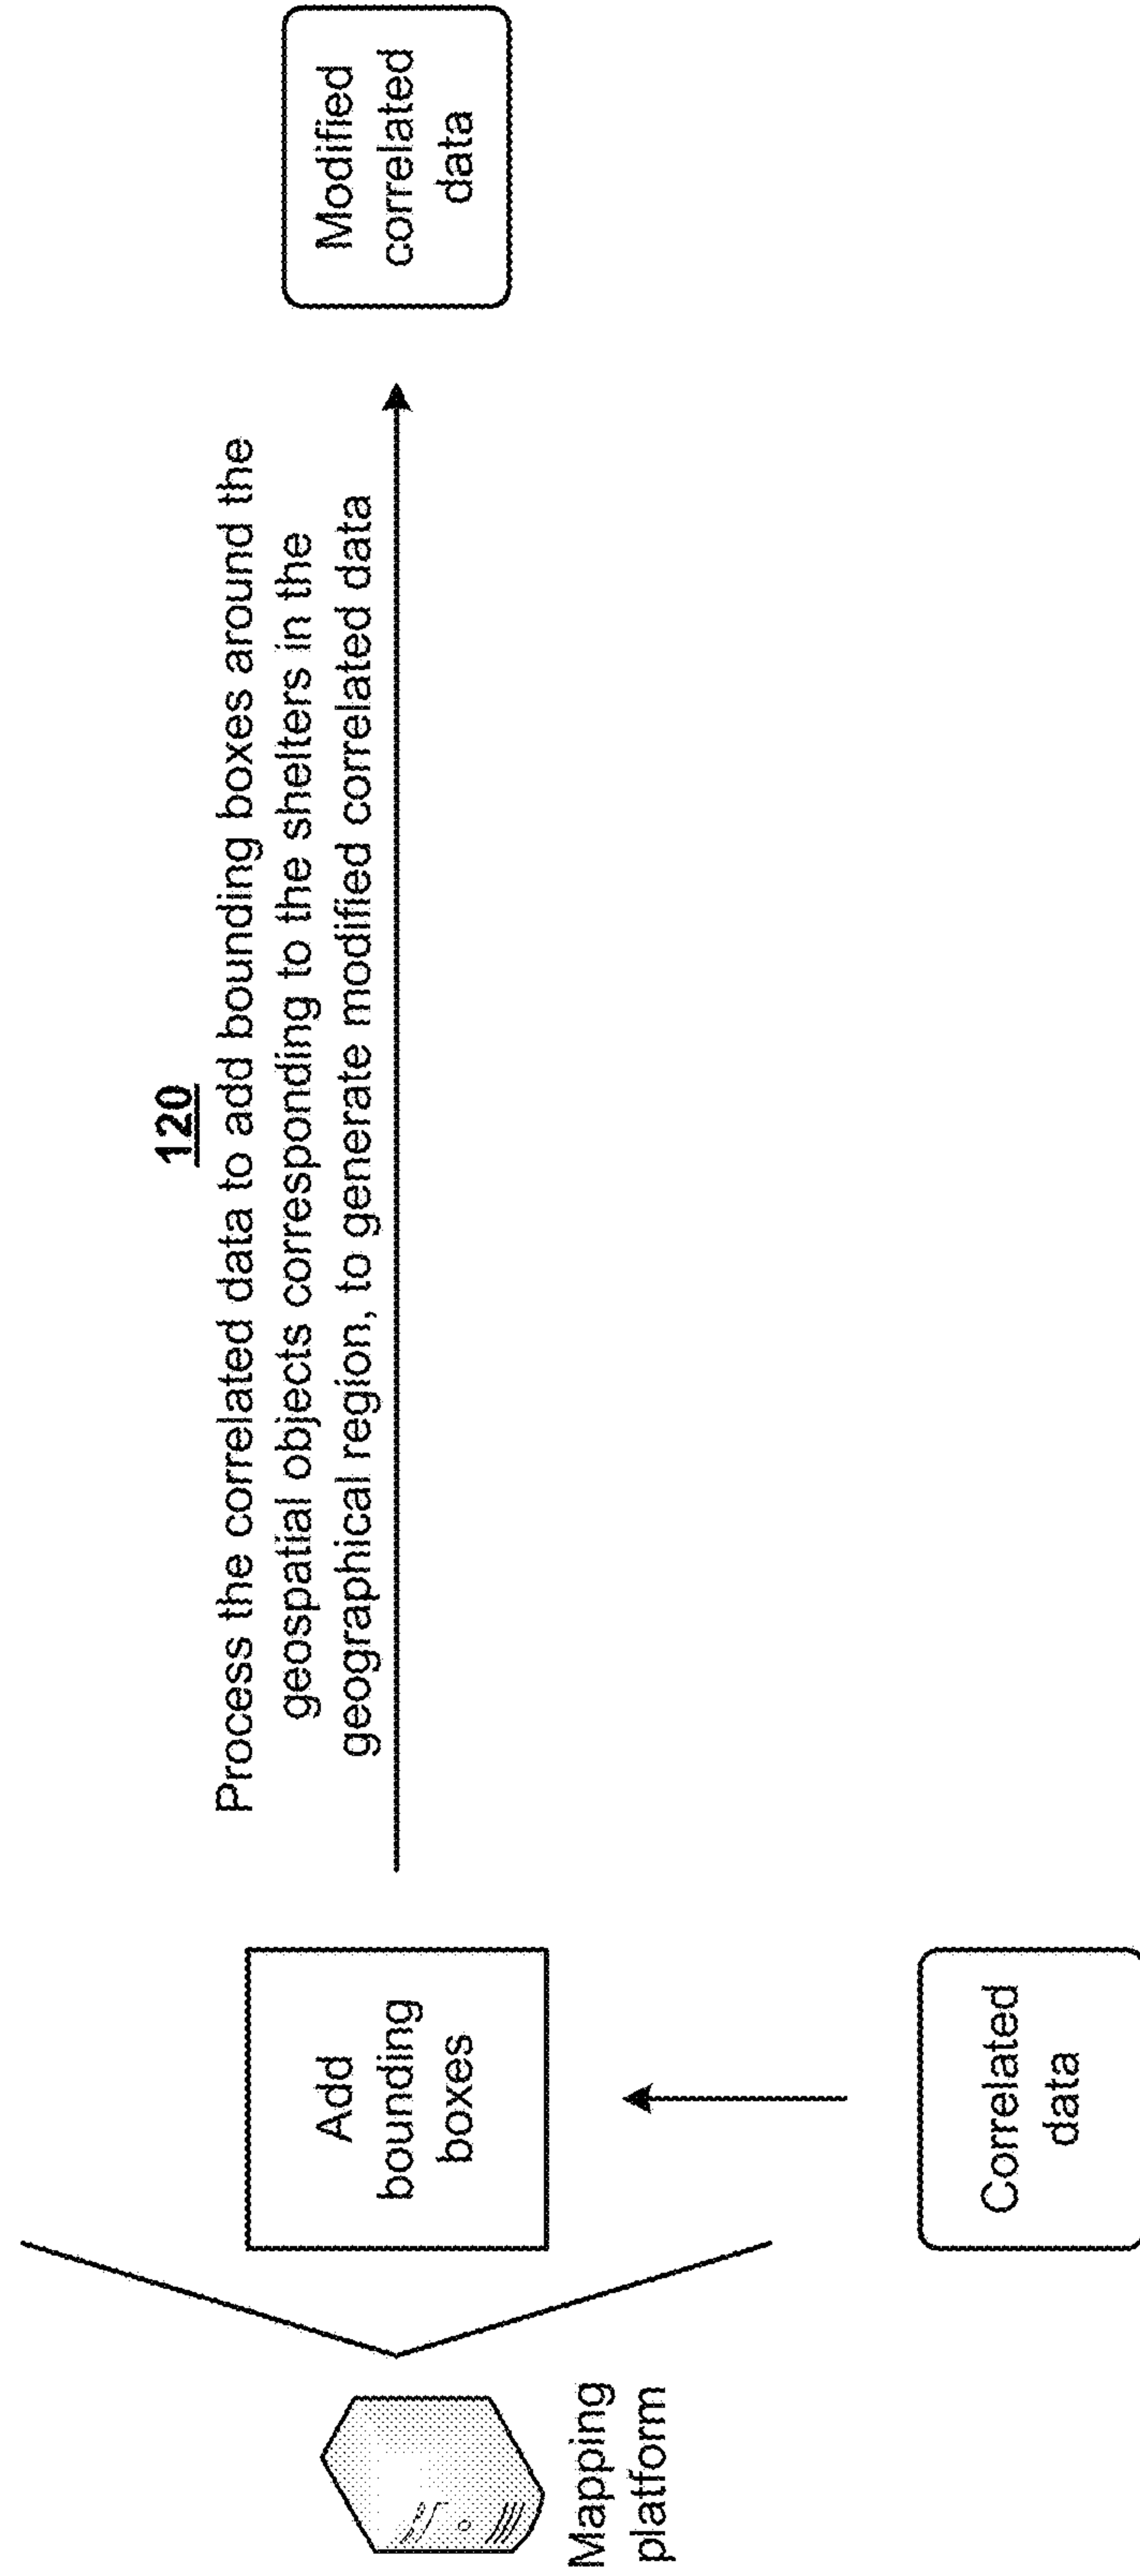 120
Process the correlated data to add bounding boxes around the
geospatial objects corresponding to the shelters in the
geographical region, to generate modified correlated data
Mapping
platform
Add
bounding
boxes
Modified
correlated
data
Correlated
data